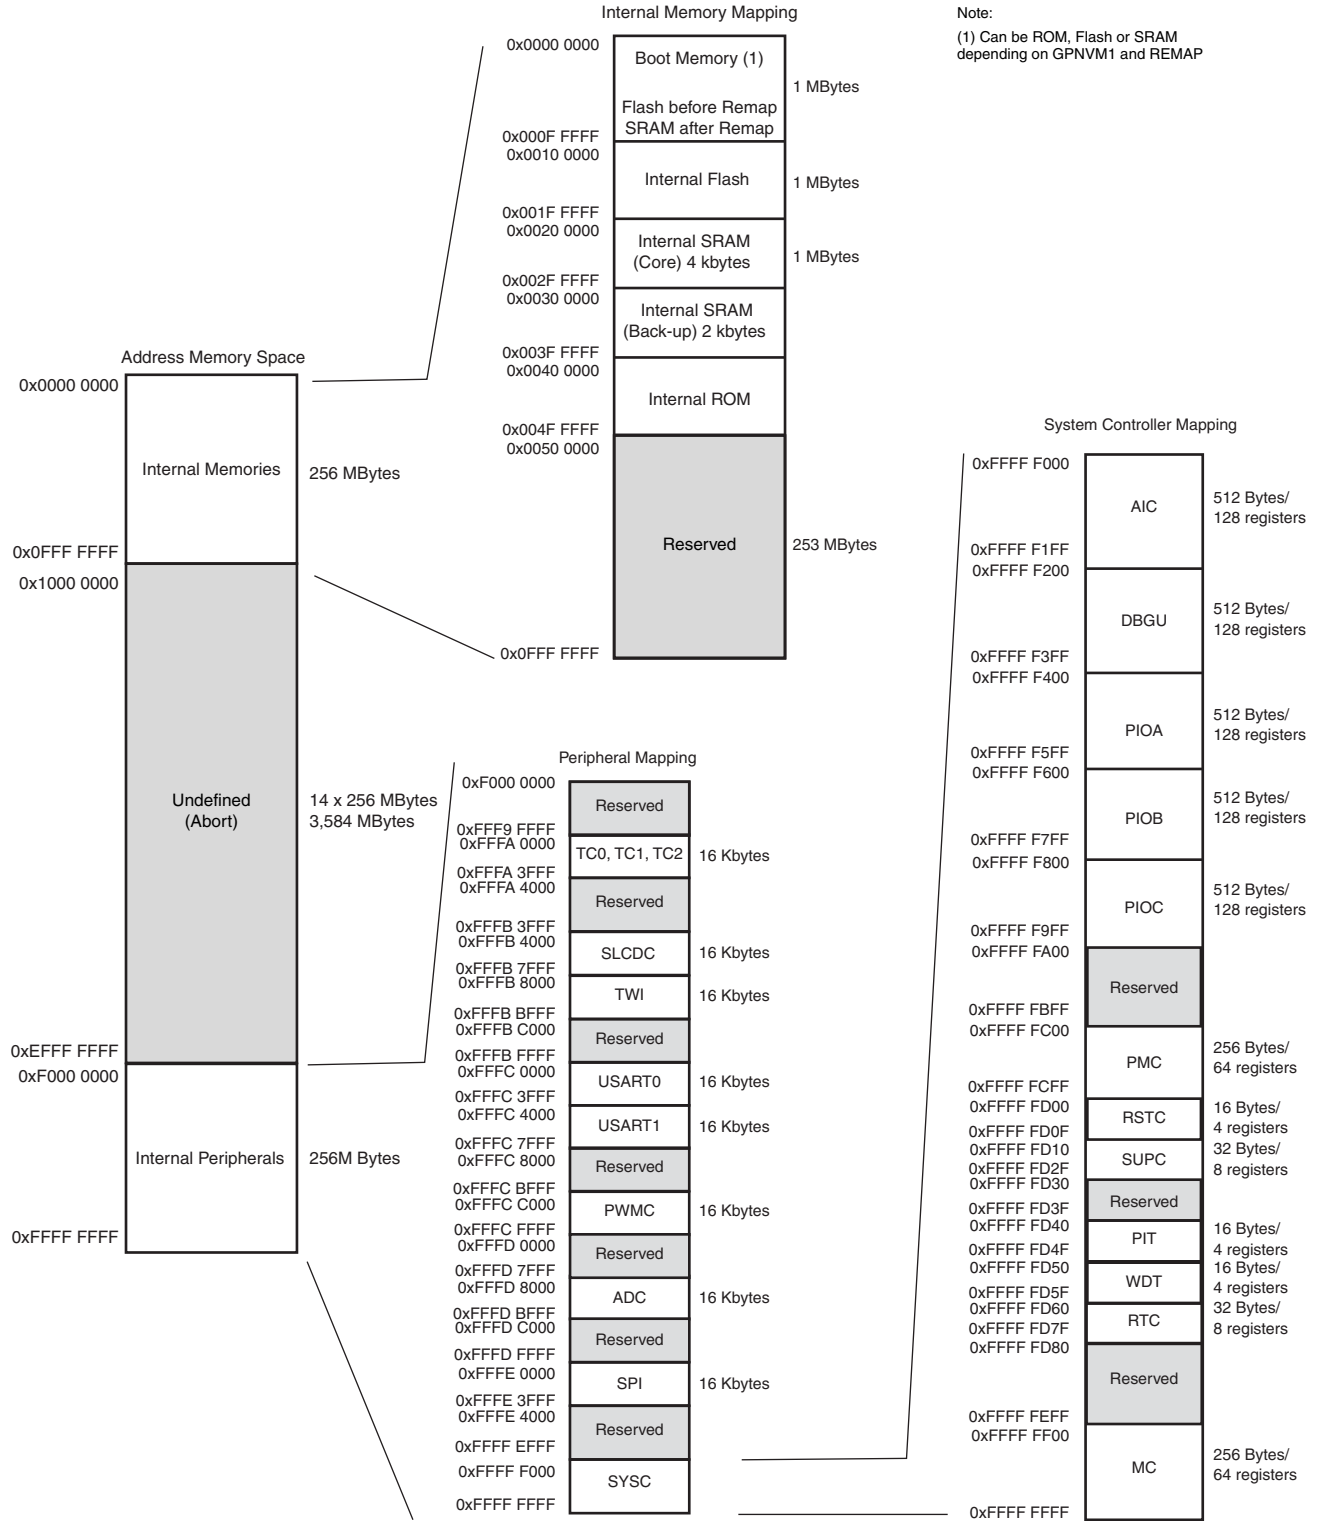 Internal Memory Mapping
Note:
(1) Can be ROM, Flash or SRAM
depending on GPNVM1 and REMAP
0x0000 0000
Boot Memory (1)
Flash before Remap
SRAM after Remap
1 MBytes
0x000F FFFF
0x0010 0000
Internal Flash
1 MBytes
0x001F FFFF
0x0020 0000
Internal SRAM
(Core) 4 kbytes
1 MBytes
0x002F FFFF
0x0030 0000
Internal SRAM
(Back-up) 2 kbytes
0x003F FFFF
0x0040 0000
Internal ROM
0x004F FFFF
0x0050 0000
Reserved
253 MBytes
0x0FFF FFFF
Address Memory Space
0x0000 0000
Internal Memories
256 MBytes
0x0FFF FFFF
0x1000 0000
Undefined
(Abort)
14 x 256 MBytes
3,584 MBytes
0xEFFF FFFF
0xF000 0000
Internal Peripherals
256M Bytes
0xFFFF FFFF
Peripheral Mapping
0xF000 0000
Reserved
0xFFF9 FFFF
0xFFFA 0000
TC0, TC1, TC2
16 Kbytes
0xFFFA 3FFF
0xFFFA 4000
Reserved
0xFFFB 3FFF
0xFFFB 4000
SLCDC
16 Kbytes
0xFFFB 7FFF
0xFFFB 8000
TWI
16 Kbytes
0xFFFB BFFF
0xFFFB C000
Reserved
0xFFFB FFFF
0xFFFC 0000
USART0
16 Kbytes
0xFFFC 3FFF
0xFFFC 4000
USART1
16 Kbytes
0xFFFC 7FFF
0xFFFC 8000
Reserved
0xFFFC BFFF
0xFFFC C000
PWMC
16 Kbytes
0xFFFC FFFF
0xFFFD 0000
Reserved
0xFFFD 7FFF
0xFFFD 8000
ADC
16 Kbytes
0xFFFD BFFF
0xFFFD C000
Reserved
0xFFFD FFFF
0xFFFE 0000
SPI
16 Kbytes
0xFFFE 3FFF
0xFFFE 4000
Reserved
0xFFFF EFFF
0xFFFF F000
SYSC
0xFFFF FFFF
System Controller Mapping
0xFFFF F000
AIC
512 Bytes/
128 registers
0xFFFF F1FF
0xFFFF F200
DBGU
512 Bytes/
128 registers
0xFFFF F3FF
0xFFFF F400
PIOA
512 Bytes/
128 registers
0xFFFF F5FF
0xFFFF F600
PIOB
512 Bytes/
128 registers
0xFFFF F7FF
0xFFFF F800
PIOC
512 Bytes/
128 registers
0xFFFF F9FF
0xFFFF FA00
Reserved
0xFFFF FBFF
0xFFFF FC00
PMC
256 Bytes/
64 registers
0xFFFF FCFF
0xFFFF FD00
RSTC
16 Bytes/
4 registers
0xFFFF FD0F
0xFFFF FD10
SUPC
32 Bytes/
8 registers
0xFFFF FD2F
0xFFFF FD30
Reserved
0xFFFF FD3F
0xFFFF FD40
PIT
16 Bytes/
4 registers
0xFFFF FD4F
0xFFFF FD50
WDT
16 Bytes/
4 registers
0xFFFF FD5F
0xFFFF FD60
RTC
32 Bytes/
8 registers
0xFFFF FD7F
0xFFFF FD80
Reserved
0xFFFF FEFF
0xFFFF FF00
MC
256 Bytes/
64 registers
0xFFFF FFFF